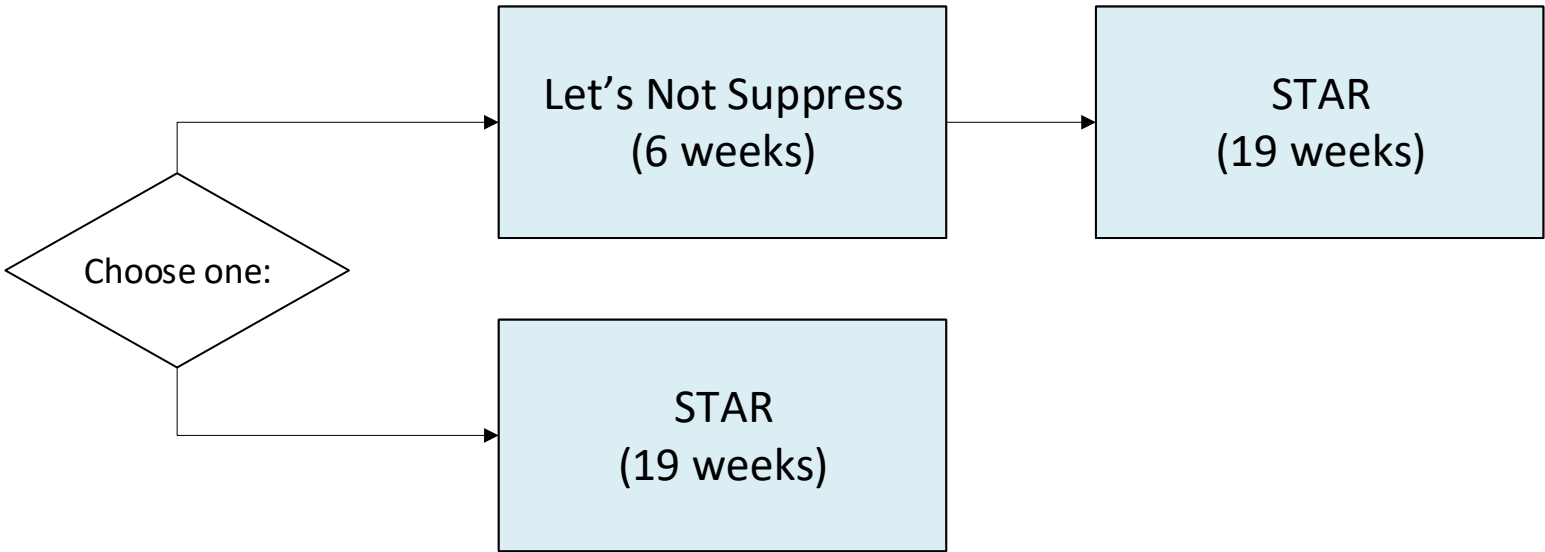 Let’s Not Suppress
(6 weeks)
STAR
(19 weeks)
Choose one:
STAR
(19 weeks)